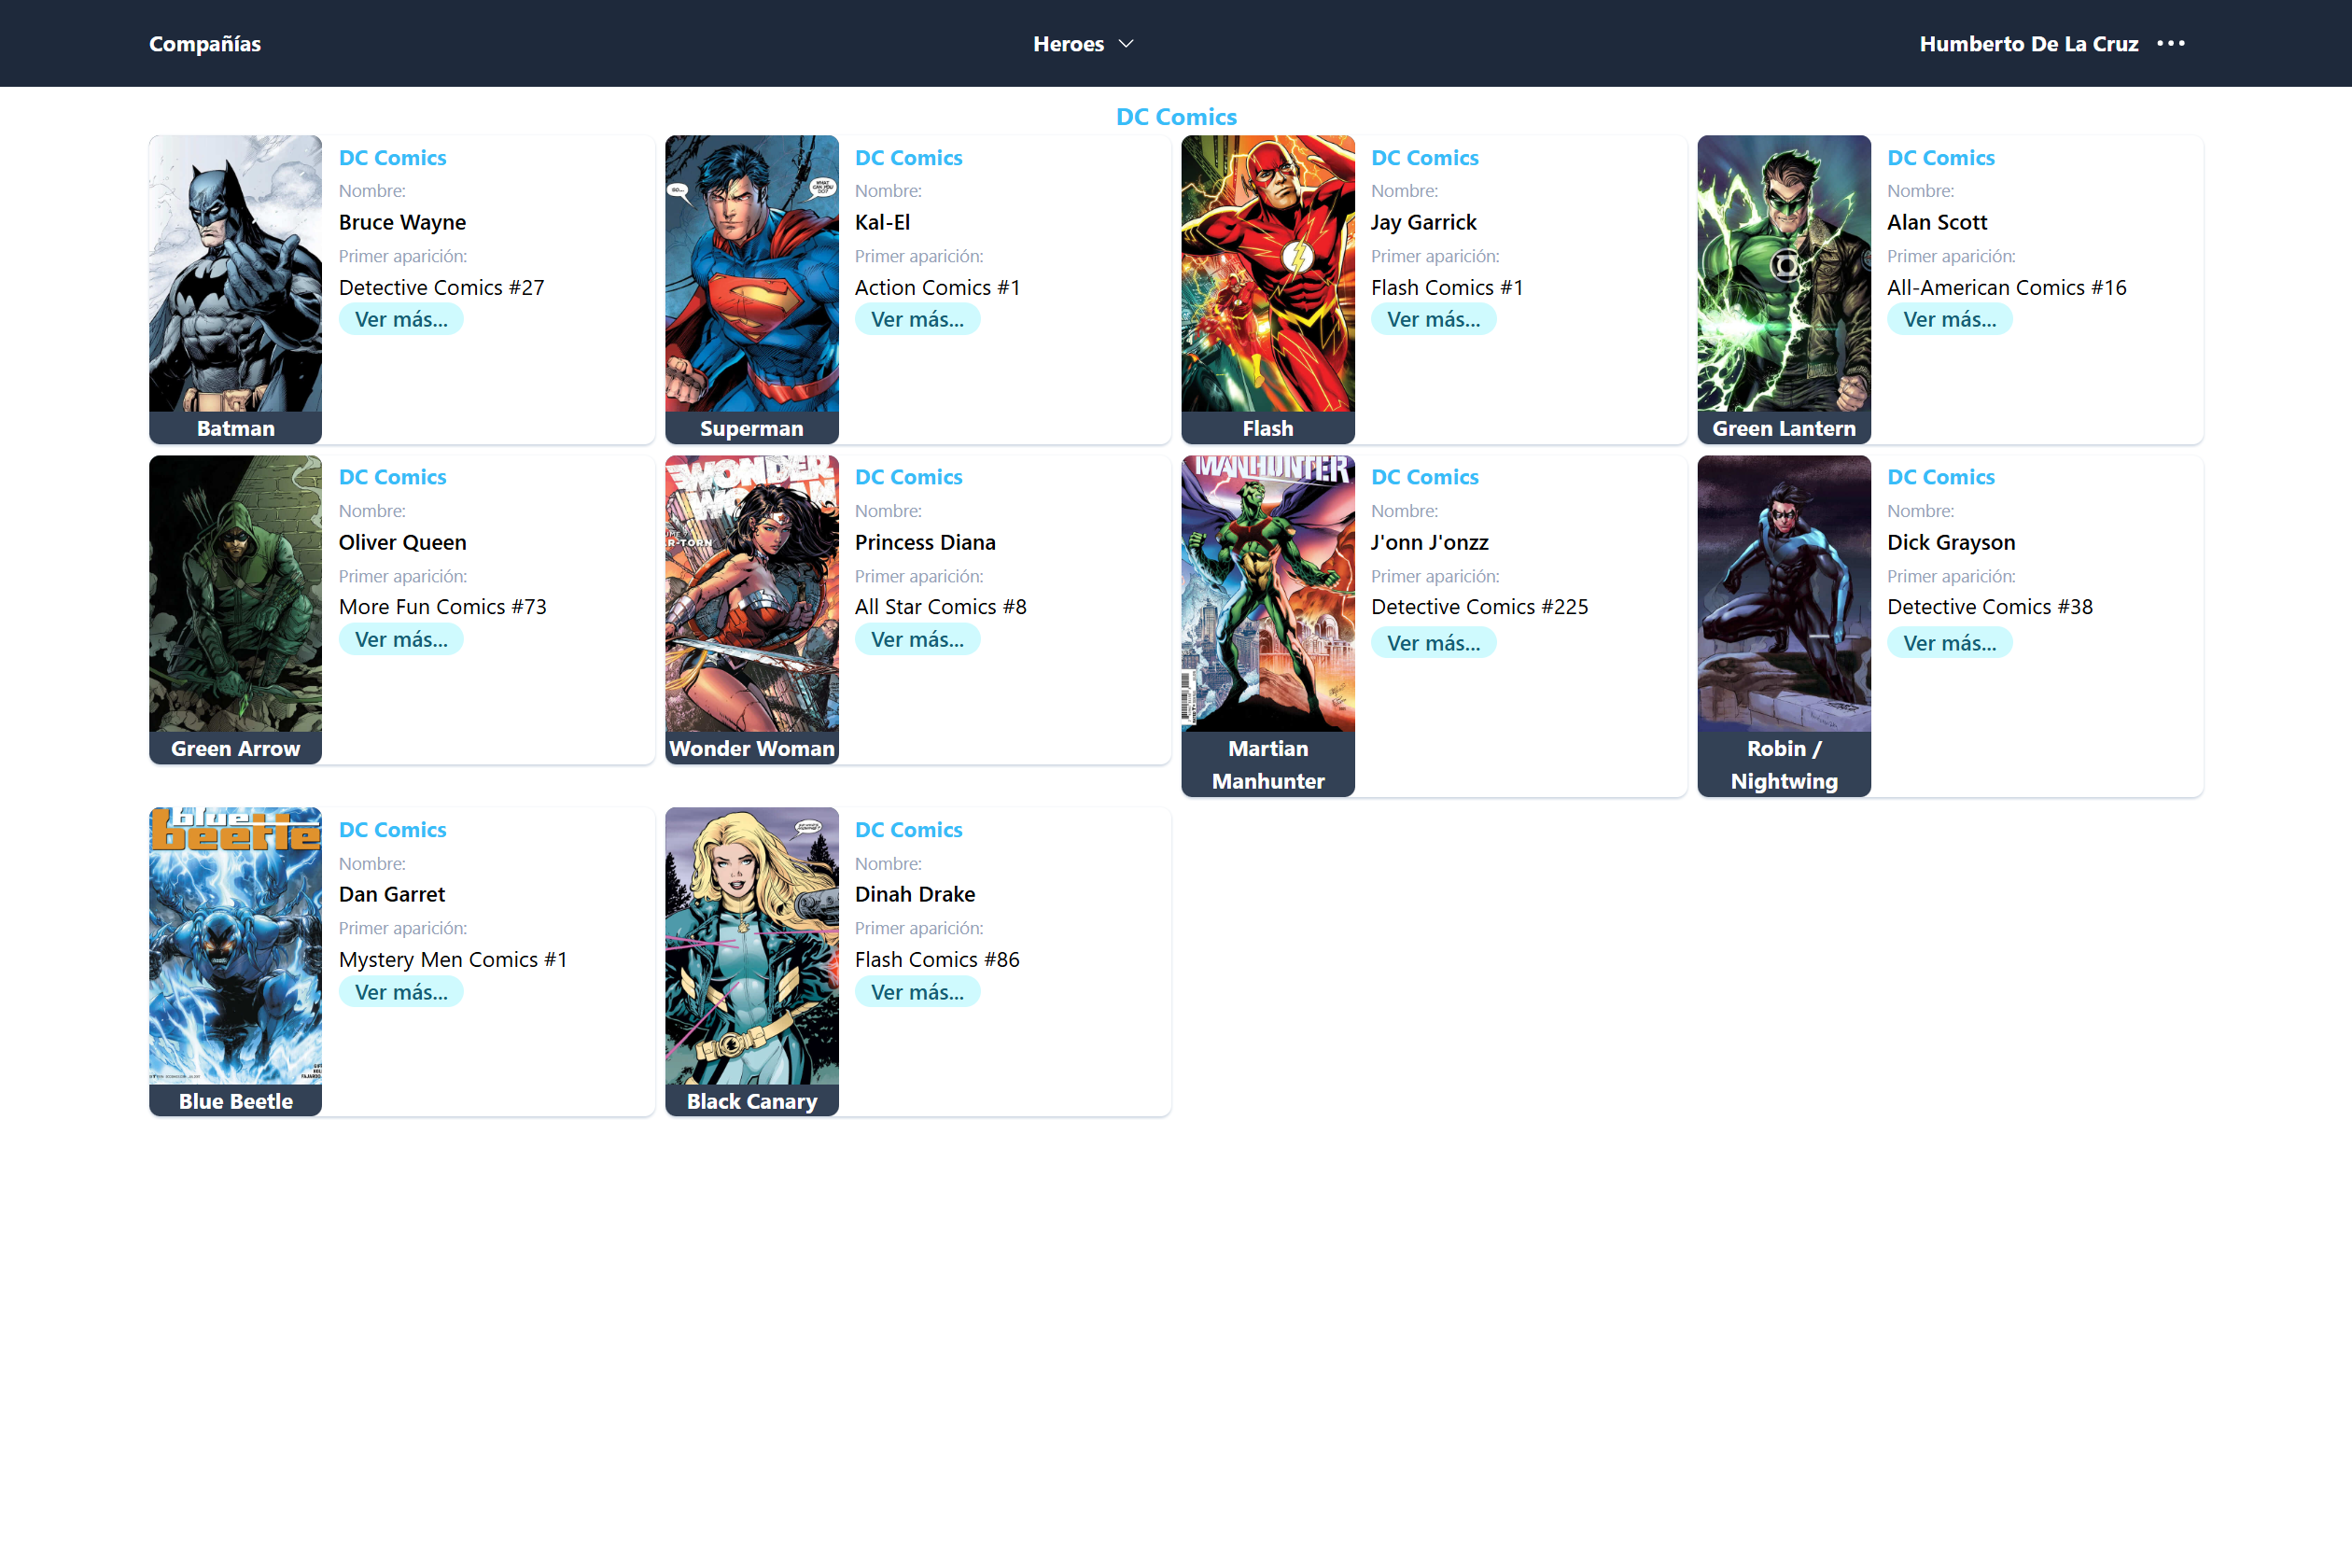 Compañías
Heroes
Humberto De La Cruz
DC Comics
DC Comics
Nombre:
Bruce Wayne
Primer aparición:
Detective Comics #27
Ver más...
Batman
GO...
WHAT CAN YOU DO?
DC Comics
Nombre:
Kal-El
Primer aparición:
Action Comics #1
Ver más...
Superman
DC Comics
Nombre:
Jay Garrick
Primer aparición:
Flash Comics #1
Ver más...
Flash
DC Comics
Nombre:
Alan Scott
Primer aparición:
All-American Comics #16
Ver más...
Green Lantern
DC Comics
Nombre:
Oliver Queen
Primer aparición:
More Fun Comics #73
Ver más...
Green Arrow
WONDER
WOMAN
R-TORN
DC Comics
Nombre:
Princess Diana
Primer aparición:
All Star Comics #8
Ver más...
Wonder Woman
MANHUNTER
DC Comics
Nombre:
J'onn J'onzz
Primer aparición:
Detective Comics #225
Ver más...
Martian
Manhunter
DC Comics
Nombre:
Dick Grayson
Primer aparición:
Detective Comics #38
Ver más...
Robin /
Nightwing
blue
beetle
DC Comics
Nombre:
Dan Garret
Primer aparición:
Mystery Men Comics #1
Ver más...
Blue Beetle
DC Comics
Nombre:
Dinah Drake
Primer aparición:
Flash Comics #86
Ver más...
Black Canary